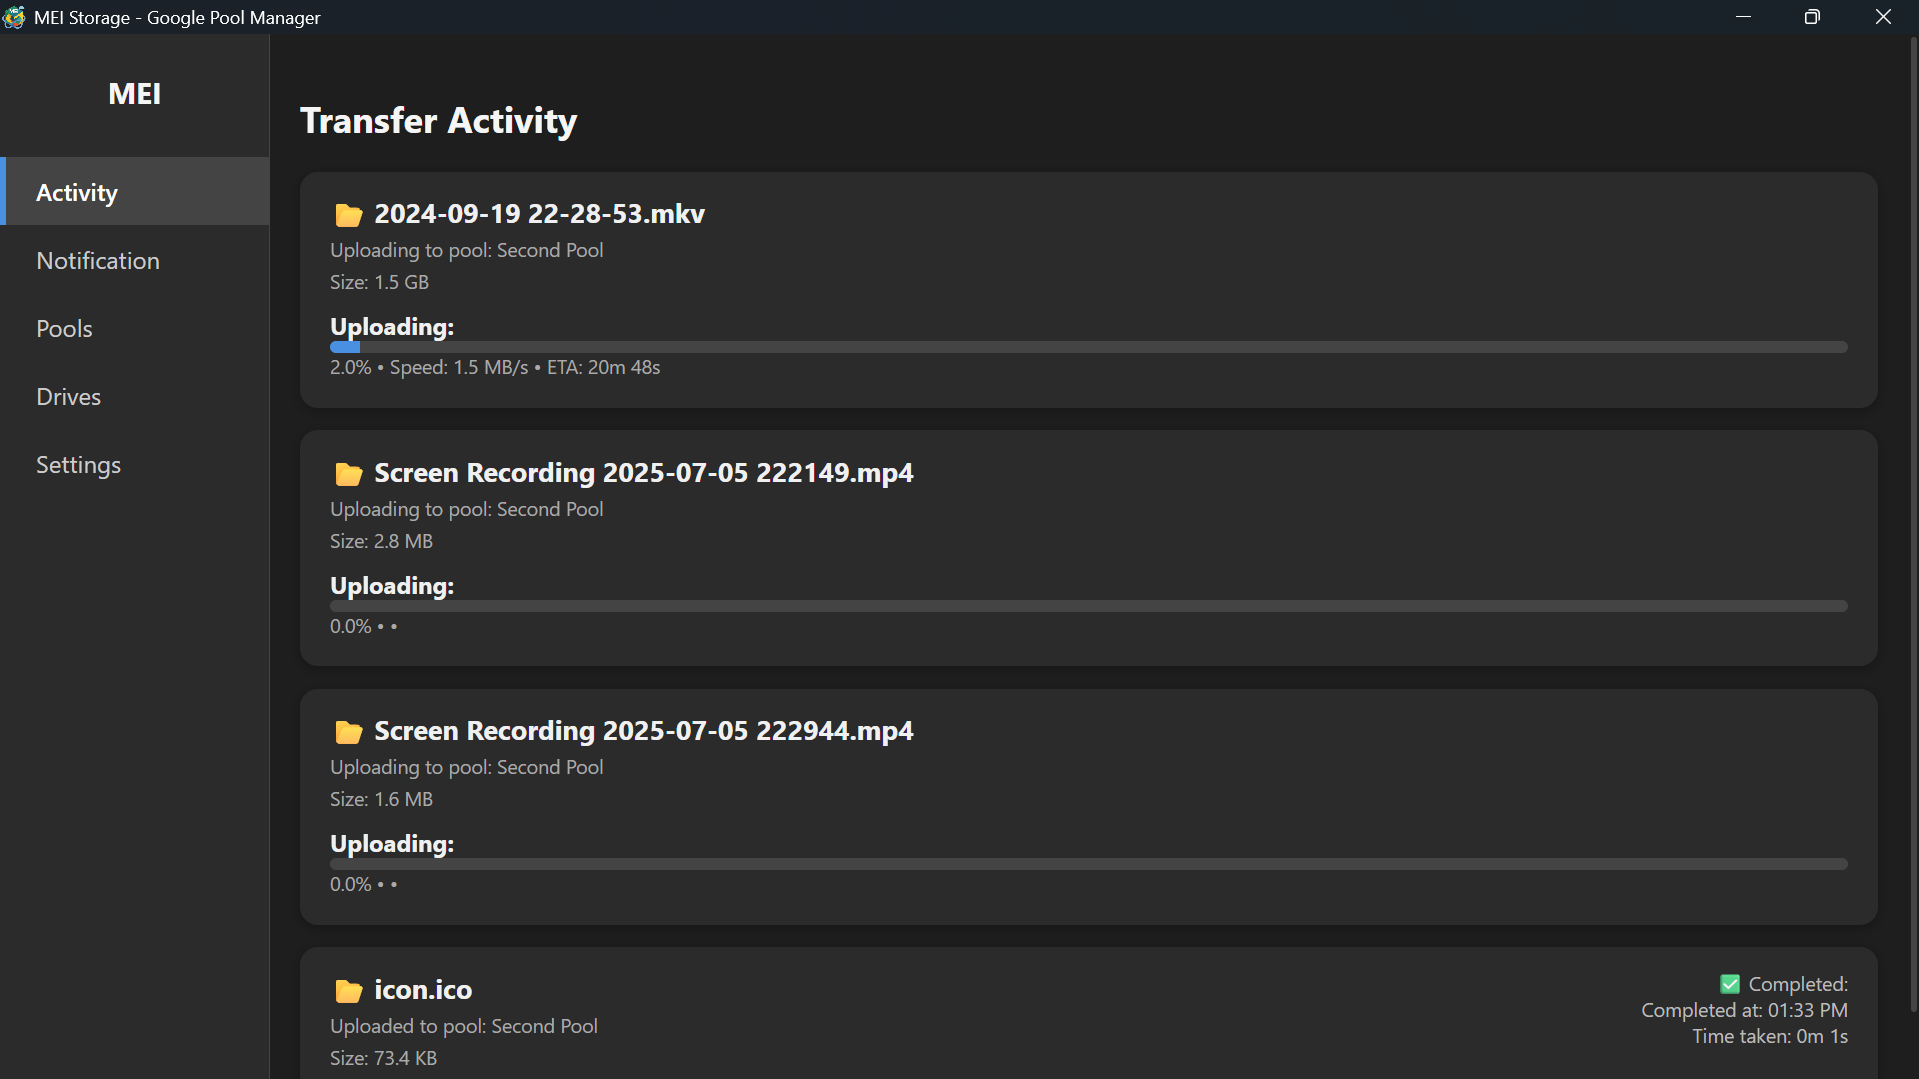 MEI Storage - Google Pool Manager
MEI
Activity
Notification
Pools
Drives
Settings
Transfer Activity
2024-09-19 22-28-53.mkv
Uploading to pool: Second Pool
Size: 1.5 GB
Uploading:
2.0% • Speed: 1.5 MB/s • ETA: 20m 48s
Screen Recording 2025-07-05 222149.mp4
Uploading to pool: Second Pool
Size: 2.8 MB
Uploading:
0.0% • •
Screen Recording 2025-07-05 222944.mp4
Uploading to pool: Second Pool
Size: 1.6 MB
Uploading:
0.0% • •
icon.ico
Uploaded to pool: Second Pool
Size: 73.4 KB
✅ Completed:
Completed at: 01:33 PM
Time taken: 0m 1s